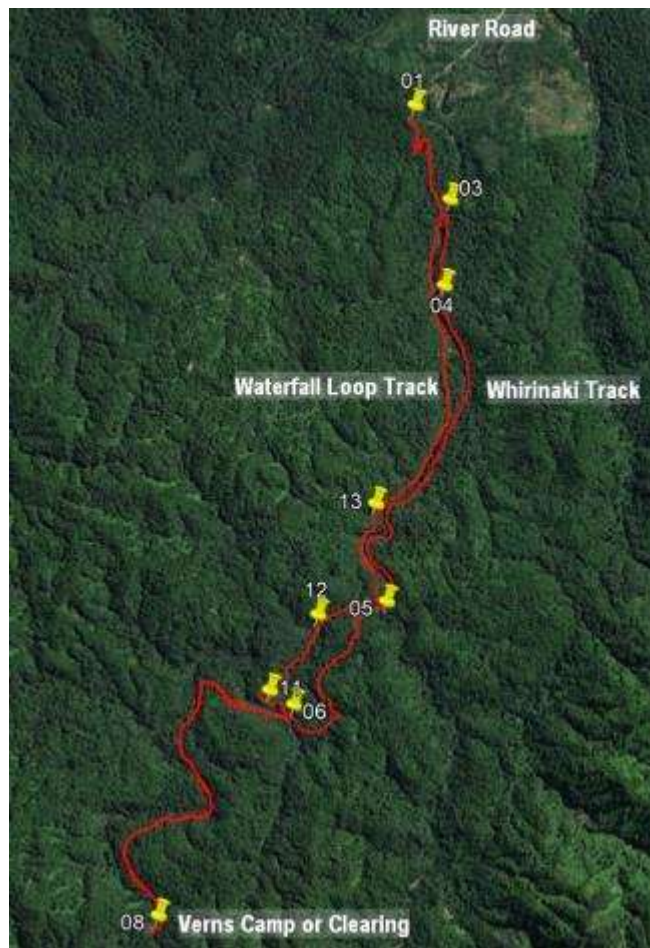 River Road
01
03
04
Waterfall Loop Track
Whirinaki Track
13
12
05
11
06
08
Verns Camp or Clearing